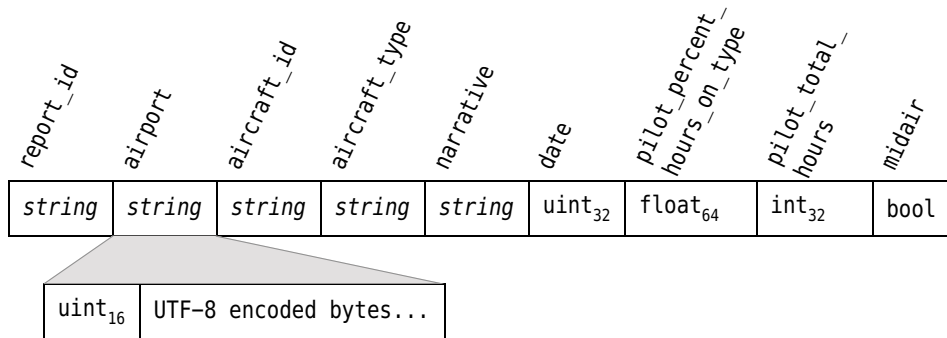 report_id
airport
aircraft_id
aircraft_type
narrative
date
pilot_percent_
hours_on_type
pilot_total_
hours
midair
string string string string string uint32 float64 int32 bool
uint16 UTF-8 encoded bytes...